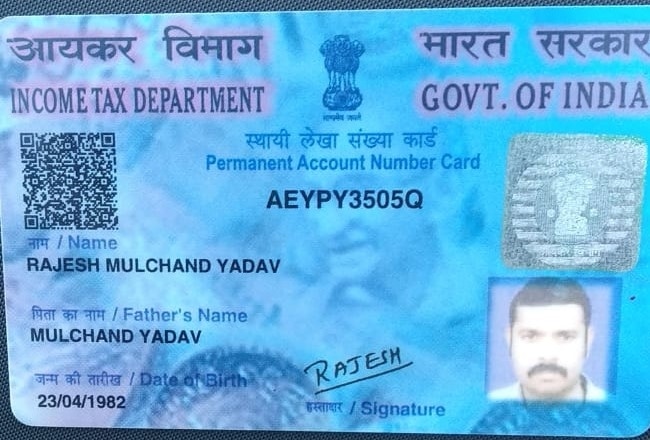 आयकर विभाग
भारत सरकार
INCOME TAX DEPARTMENT
GOVT. OF INDIA
सत्यमेव जयते
स्थायी लेखा संख्या कार्ड
Permanent Account Number Card
AEYPY3505Q
नाम / Name
RAJESH MULCHAND YADAV
पिता का नाम / Father's Name
MULCHAND YADAV
जन्म की तारीख / Date of Birth
23/04/1982
RAJESH
हस्ताक्षर / Signature